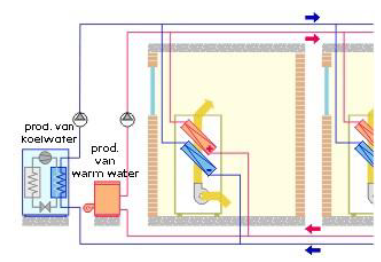 prod. van
koelwater
prod.
van
warm water